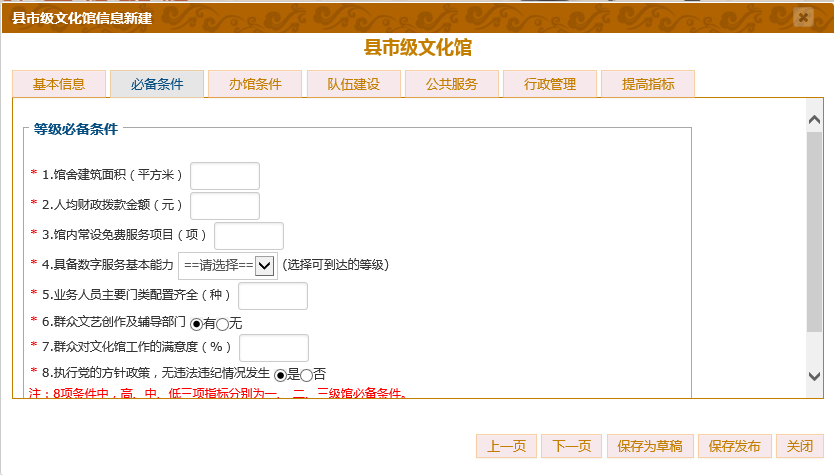 县市级文化馆信息新建
县市级文化馆
基本信息 必备条件 办馆条件 队伍建设 公共服务 行政管理 提高指标
等级必备条件
* 1.馆舍建筑面积（平方米）
* 2.人均财政拨款金额（元）
* 3.馆内常设免费服务项目（项）
* 4.具备数字服务基本能力 ==请选择== (选择可到达的等级)
* 5.业务人员主要门类配置齐全（种）
* 6.群众文艺创作及辅导部门 有 无
* 7.群众对文化馆工作的满意度（%）
* 8.执行党的方针政策，无违法违纪情况发生 是 否
注：8项条件中，高、中、低三项指标分别为一、二、三级馆必备条件。
上一页 下一页 保存为草稿 保存发布 关闭